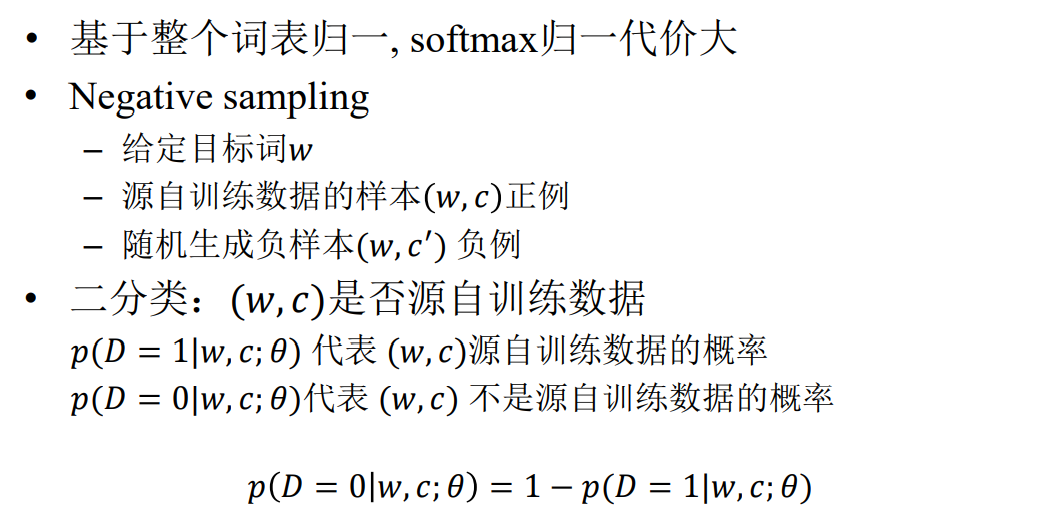 • 基于整个词表归一, softmax归一代价大
• Negative sampling
– 给定目标词w
– 源自训练数据的样本(w, c)正例
– 随机生成负样本(w, c′) 负例
• 二分类：(w, c)是否源自训练数据
p(D = 1|w, c; θ) 代表 (w, c)源自训练数据的概率
p(D = 0|w, c; θ)代表 (w, c) 不是源自训练数据的概率
p(D = 0|w, c; θ) = 1 − p(D = 1|w, c; θ)